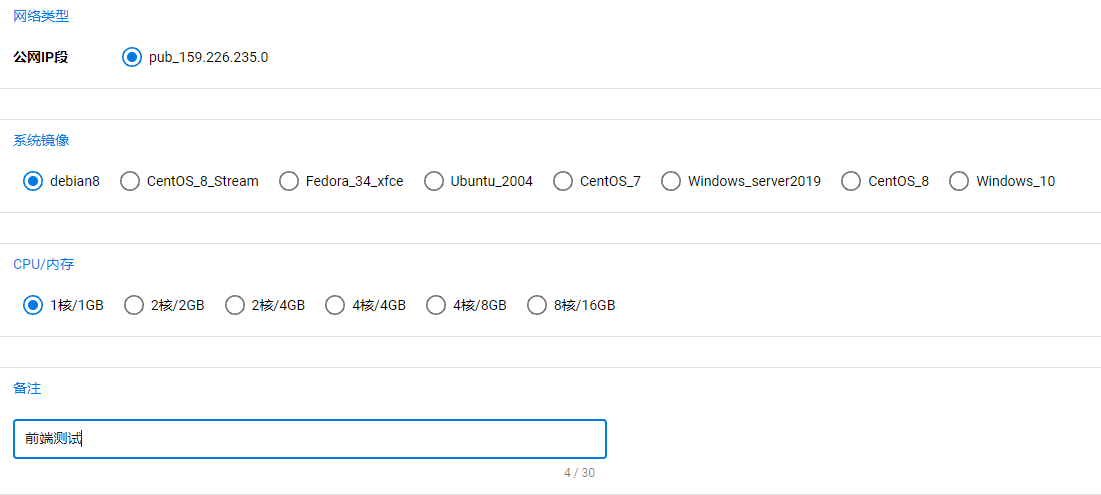 网络类型
公网IP段 pub_159.226.235.0
系统镜像
debian8 CentOS_8_Stream Fedora_34_xfce Ubuntu_2004 CentOS_7 Windows_server2019 CentOS_8 Windows_10
CPU/内存
1核/1GB 2核/2GB 2核/4GB 4核/4GB 4核/8GB 8核/16GB
备注
前端测试
4 / 30